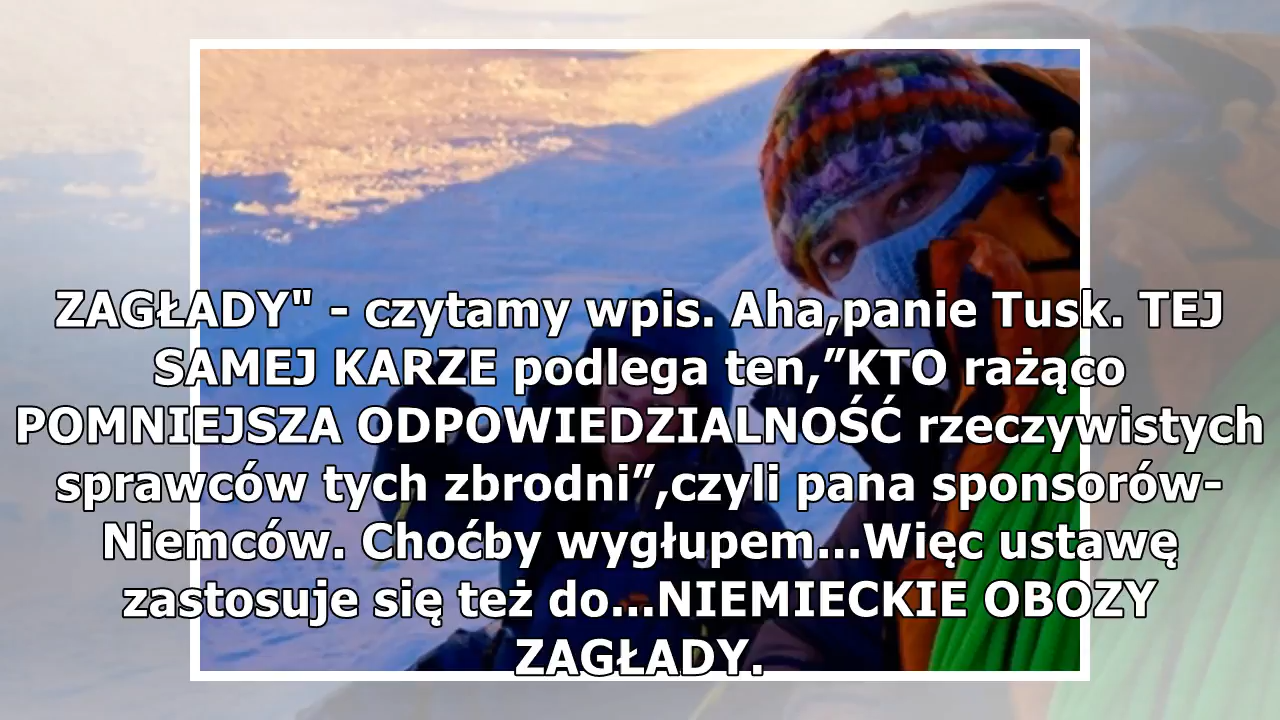 ZAGŁADY" - czytamy wpis. Aha,panie Tusk. TEJ
SAMEJ KARZE podlega ten,”KTO rażąco
POMNIEJSZA ODPOWIEDZIALNOŚĆ rzeczywistych
sprawców tych zbrodni”,czyli pana sponsorów-
Niemców. Choćby wygłupem...Więc ustawę
zastosuje się też do...NIEMIECKIE OBOZY
ZAGŁADY.